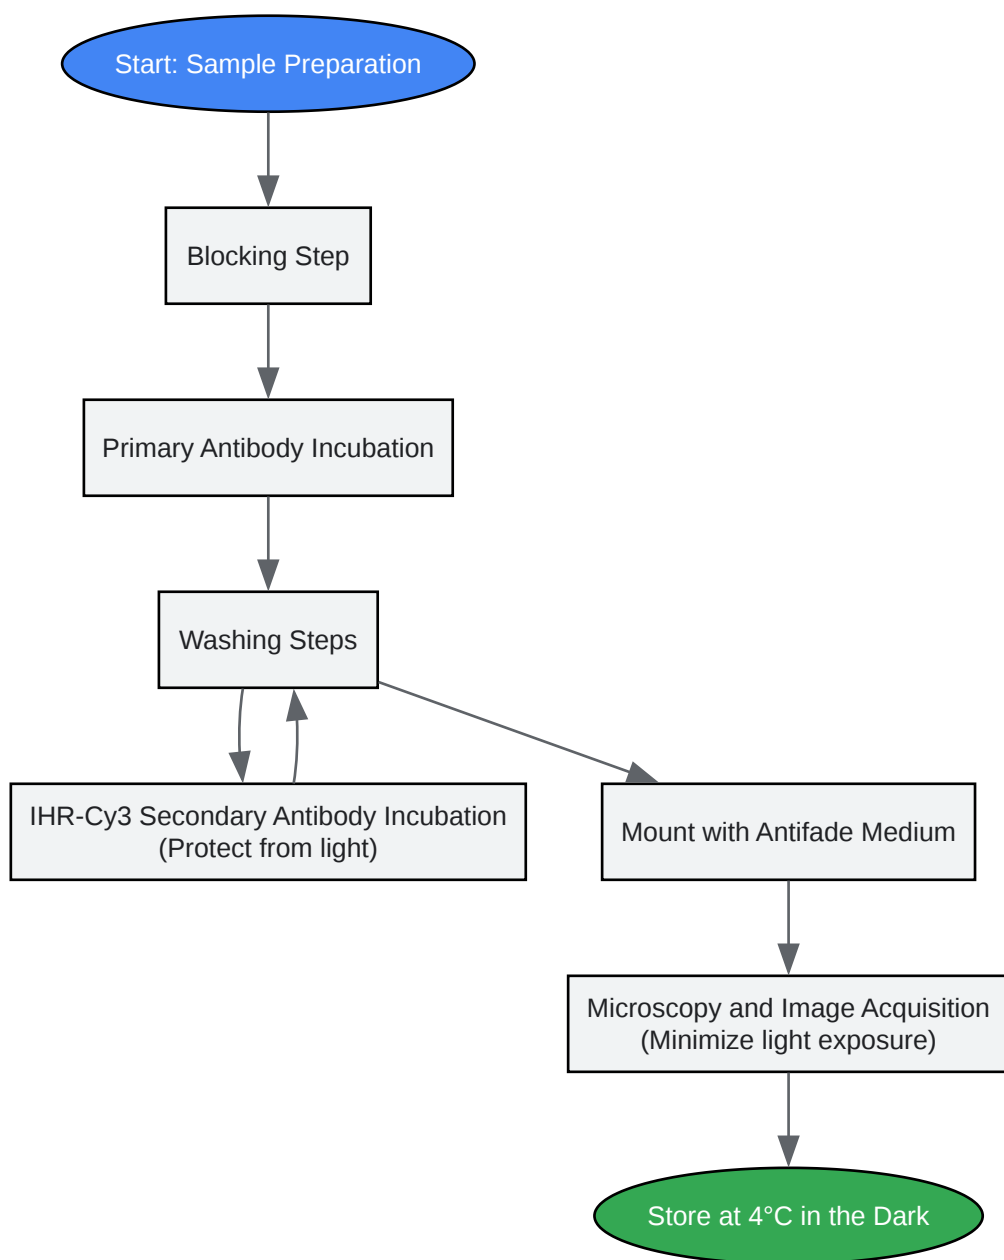 Start: Sample Preparation
Blocking Step
Primary Antibody Incubation
Washing Steps
IHR-Cy3 Secondary Antibody Incubation
(Protect from light)
Mount with Antifade Medium
Microscopy and Image Acquisition
(Minimize light exposure)
Store at 4°C in the Dark